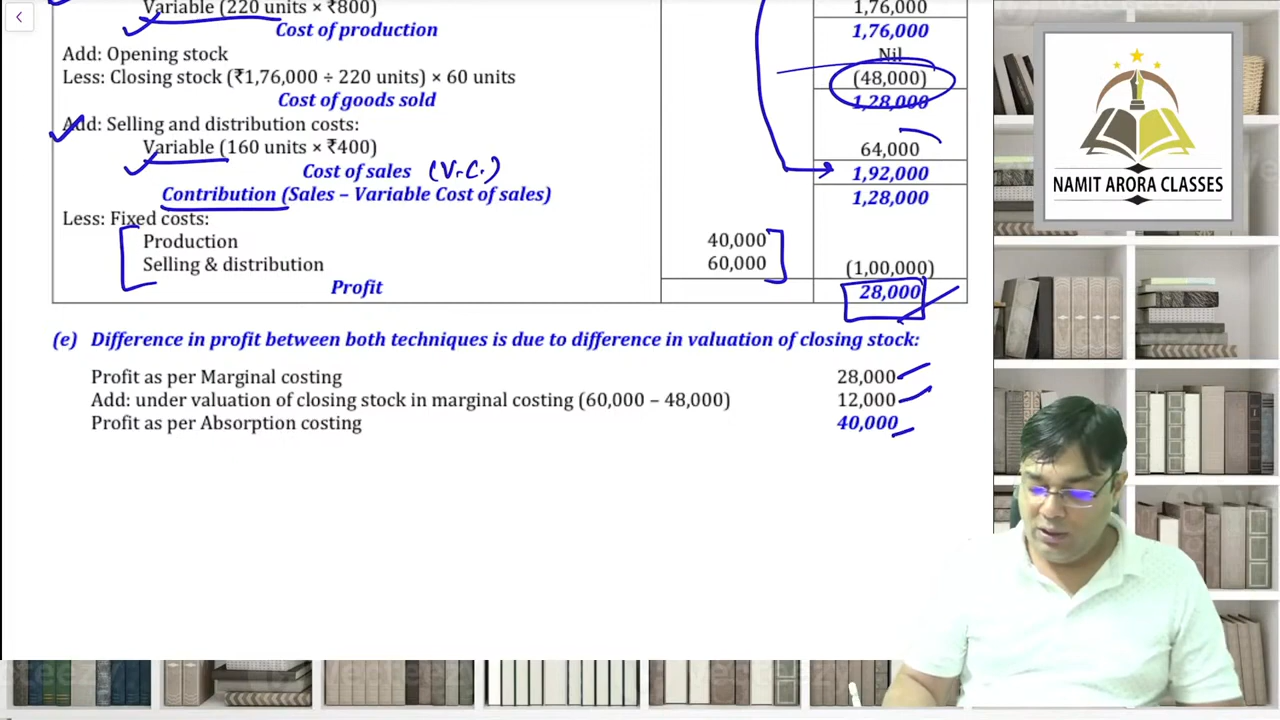 Variable (220 units × ₹800) 1,76,000
Cost of production 1,76,000
Add: Opening stock Nil
Less: Closing stock (₹1,76,000 ÷ 220 units) × 60 units (48,000)
Cost of goods sold 1,28,000
Add: Selling and distribution costs:
Variable (160 units × ₹400) 64,000
Cost of sales (V.C.) 1,92,000
Contribution (Sales – Variable Cost of sales) 1,28,000
Less: Fixed costs:
Production 40,000
Selling & distribution 60,000 (1,00,000)
Profit 28,000
(e) Difference in profit between both techniques is due to difference in valuation of closing stock:
Profit as per Marginal costing 28,000
Add: under valuation of closing stock in marginal costing (60,000 – 48,000) 12,000
Profit as per Absorption costing 40,000
NAMIT ARORA CLASSES